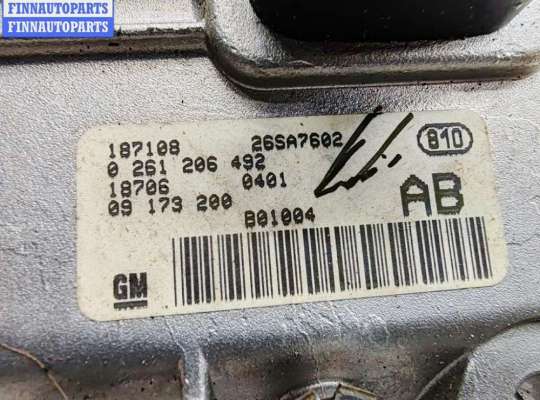 FINNAUTOPARTS
FINNAUTOPARTS
187108 26SA7602 810
0 261 206 492
18706 0401 AB
09 173 200
B01004
GM